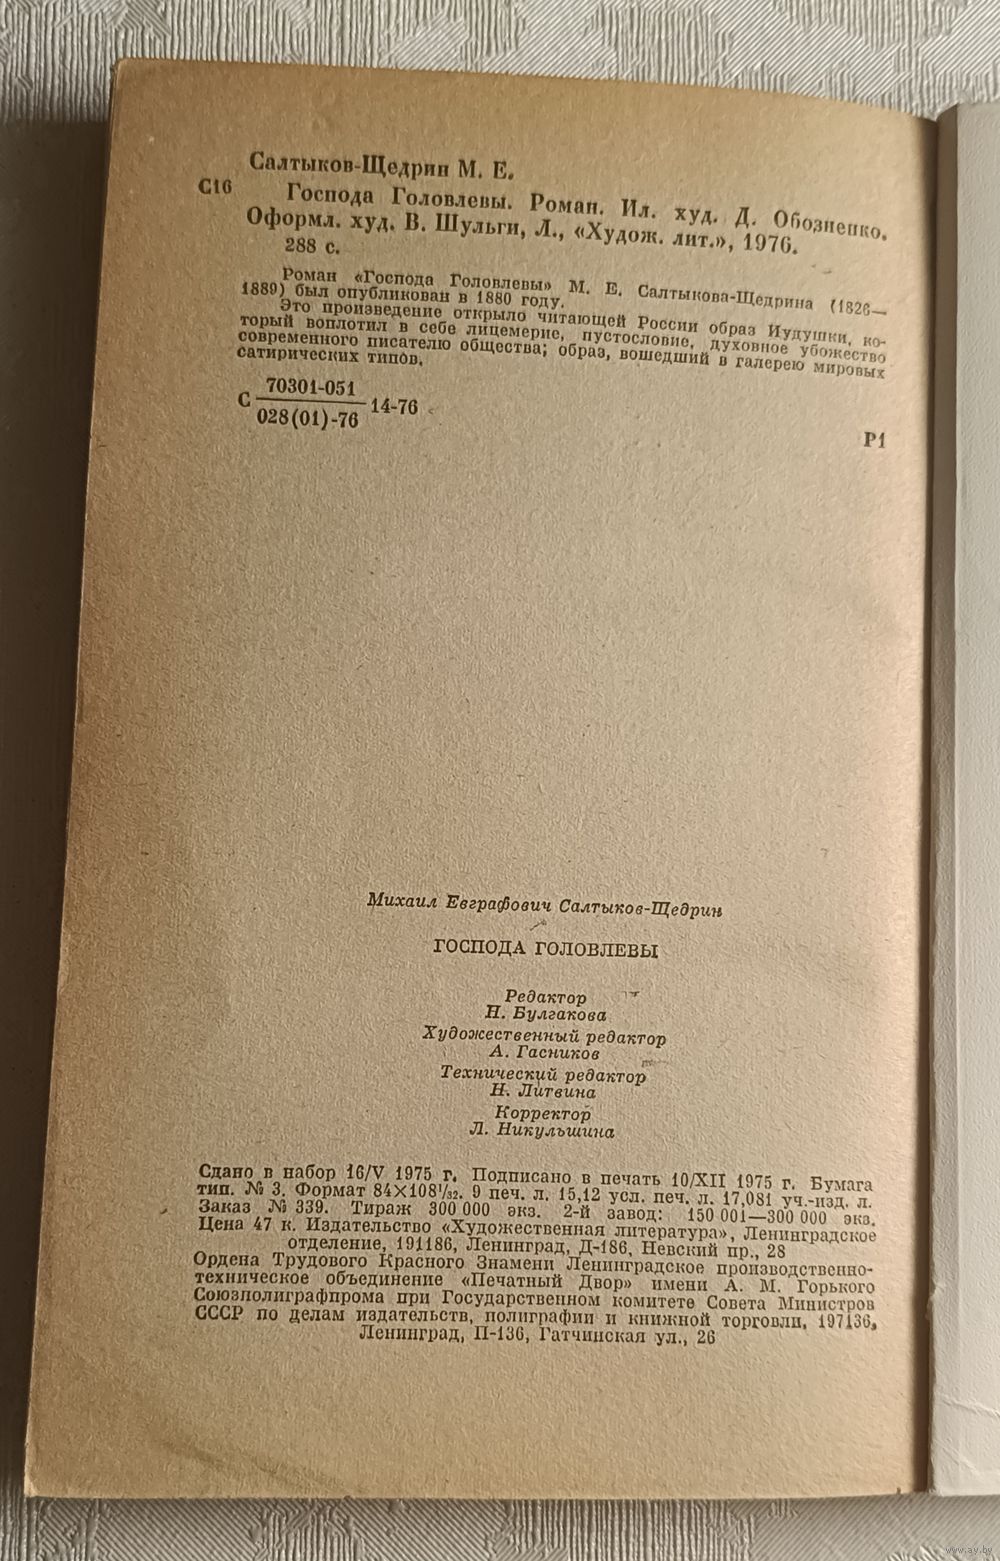 Салтыков-Щедрин М. Е.
С16 Господа Головлевы. Роман. Ил. худ. Д. Обозненко.
Оформл. худ. В. Шульги, Л., «Худож. лит.», 1976.
288 с.
Роман «Господа Головлевы» М. Е. Салтыкова-Щедрина (1826—
1889) был опубликован в 1880 году.
Это произведение открыло читающей России образ Иудушки, ко-
торый воплотил в себе лицемерие, пустословие, духовное убожество
современного писателю общества; образ, вошедший в галерею мировых
сатирических типов.
С 70301-051
028(01)-76 14-76
Р1
Михаил Евграфович Салтыков-Щедрин
ГОСПОДА ГОЛОВЛЕВЫ
Редактор
Н. Булгакова
Художественный редактор
А. Гасников
Технический редактор
Н. Литвина
Корректор
Л. Никульшина
Сдано в набор 16/V 1975 г. Подписано в печать 10/XII 1975 г. Бумага
тип. № 3. Формат 84×108¹/₃₂. 9 печ. л. 15,12 усл. печ. л. 17,081 уч.-изд. л.
Заказ № 339. Тираж 300 000 экз. 2-й завод: 150 001—300 000 экз.
Цена 47 к. Издательство «Художественная литература», Ленинградское
отделение, 191186, Ленинград, Д-186, Невский пр., 28
Ордена Трудового Красного Знамени Ленинградское производственно-
техническое объединение «Печатный Двор» имени А. М. Горького
Союзполиграфпрома при Государственном комитете Совета Министров
СССР по делам издательств, полиграфии и книжной торговли. 197136,
Ленинград, П-136, Гатчинская ул., 26
www.ay.by